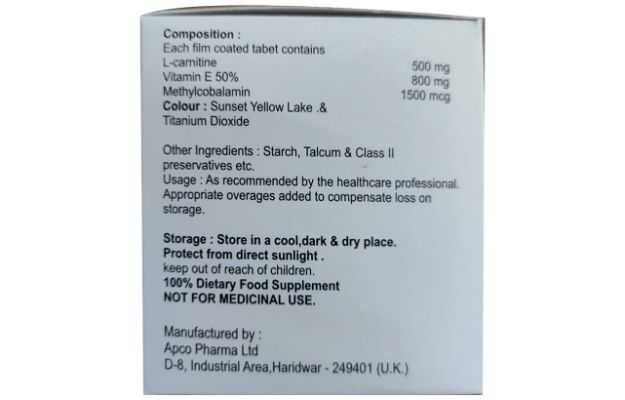 Composition :
Each film coated tabet contains
L-carnitine 500 mg
Vitamin E 50% 800 mg
Methylcobalamin 1500 mcg
Colour : Sunset Yellow Lake .&
Titanium Dioxide
Other Ingredients : Starch, Talcum & Class II
preservatives etc.
Usage : As recommended by the healthcare professional.
Appropriate overages added to compensate loss on
storage.
Storage : Store in a cool,dark & dry place.
Protect from direct sunlight .
keep out of reach of children.
100% Dietary Food Supplement
NOT FOR MEDICINAL USE.
Manufactured by :
Apco Pharma Ltd
D-8, Industrial Area,Haridwar - 249401 (U.K.)